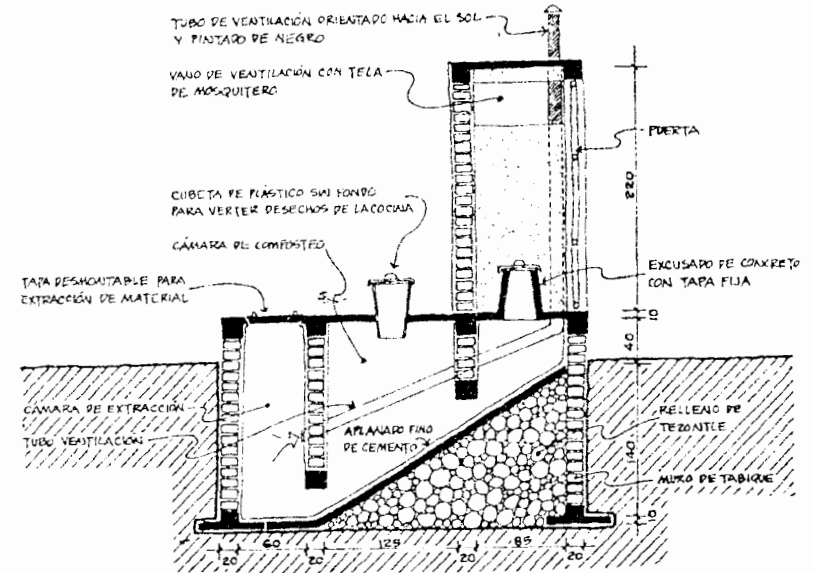 TUBO DE VENTILACIÓN ORIENTADO HACIA EL SOL
Y PINTADO DE NEGRO
VANO DE VENTILACIÓN CON TELA
DE MOSQUITERO
PUERTA
220
CUBETA DE PLÁSTICO SIN FONDO
PARA VERTER DESECHOS DE LA COCINA
CÁMARA DE COMPOSTEO
EXCUSADO DE CONCRETO
CON TAPA FIJA
TAPA DESMONTABLE PARA
EXTRACCIÓN DE MATERIAL
10
40
CÁMARA DE EXTRACCIÓN
TUBO VENTILACIÓN
APLANADO FINO
DE CEMENTO
RELLENO DE
TEZONTLE
MURO DE TABIQUE
10
60 125 85
20 20 20 20